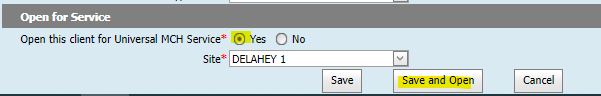 Open for Service
Open this client for Universal MCH Service* Yes No
Site* DELAHEY 1
Save Save and Open Cancel